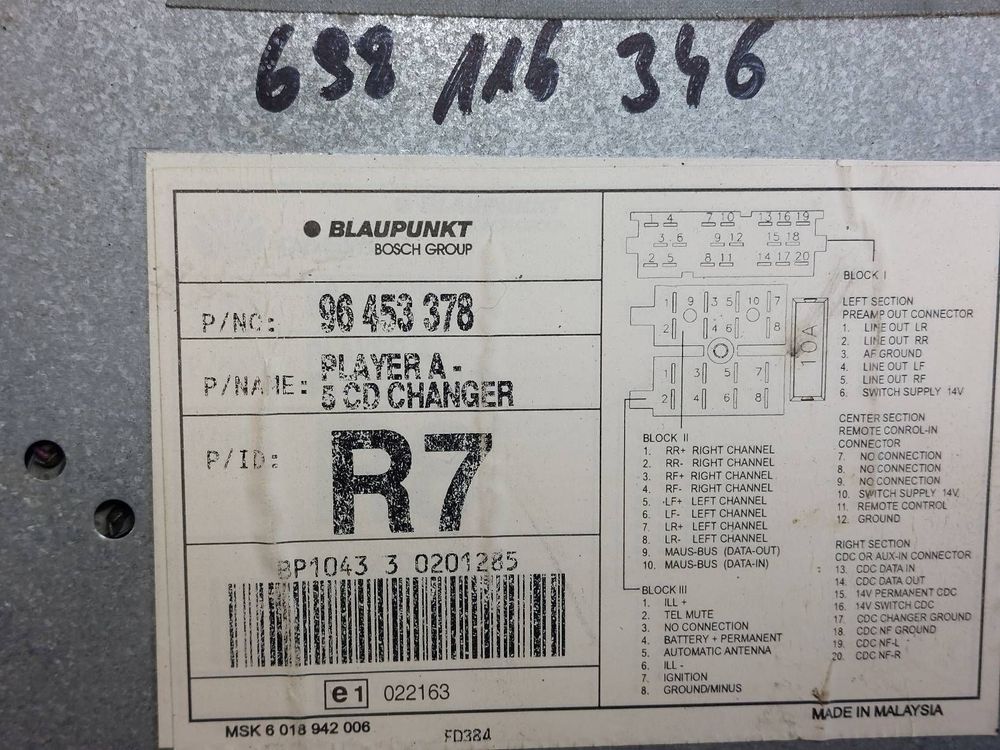 698 116 346
BLAUPUNKT
BOSCH GROUP
P/NO: 96 453 378
P/NAME: PLAYER A -
5 CD CHANGER
P/ID: R7
BP1043 3 0201285
e1 022163
MSK 6 018 942 006
FD384
1 4 7 10 13 16 19
3 6 9 12 15 18
2 5 8 11 14 17 20
1 9 3 5 10 7
2 4 6 8
1 3 5 7
2 4 6 8
10A
BLOCK I
LEFT SECTION
PREAMP OUT CONNECTOR
1. LINE OUT LR
2. LINE OUT RR
3. AF GROUND
4. LINE OUT LF
5. LINE OUT RF
6. SWITCH SUPPLY 14V
CENTER SECTION
REMOTE CONROL-IN
CONNECTOR
7. NO CONNECTION
8. NO CONNECTION
9. NO CONNECTION
10. SWITCH SUPPLY 14V
11. REMOTE CONTROL
12. GROUND
RIGHT SECTION
CDC OR AUX-IN CONNECTOR
13. CDC DATA IN
14. CDC DATA OUT
15. 14V PERMANENT CDC
16. 14V SWITCH CDC
17. CDC CHANGER GROUND
18. CDC NF GROUND
19. CDC NF-L
20. CDC NF-R
BLOCK II
1. RR+ RIGHT CHANNEL
2. RR- RIGHT CHANNEL
3. RF+ RIGHT CHANNEL
4. RF- RIGHT CHANNEL
5. LF+ LEFT CHANNEL
6. LF- LEFT CHANNEL
7. LR+ LEFT CHANNEL
8. LR- LEFT CHANNEL
9. MAUS-BUS (DATA-OUT)
10. MAUS-BUS (DATA-IN)
BLOCK III
1. ILL +
2. TEL MUTE
3. NO CONNECTION
4. BATTERY + PERMANENT
5. AUTOMATIC ANTENNA
6. ILL -
7. IGNITION
8. GROUND/MINUS
MADE IN MALAYSIA